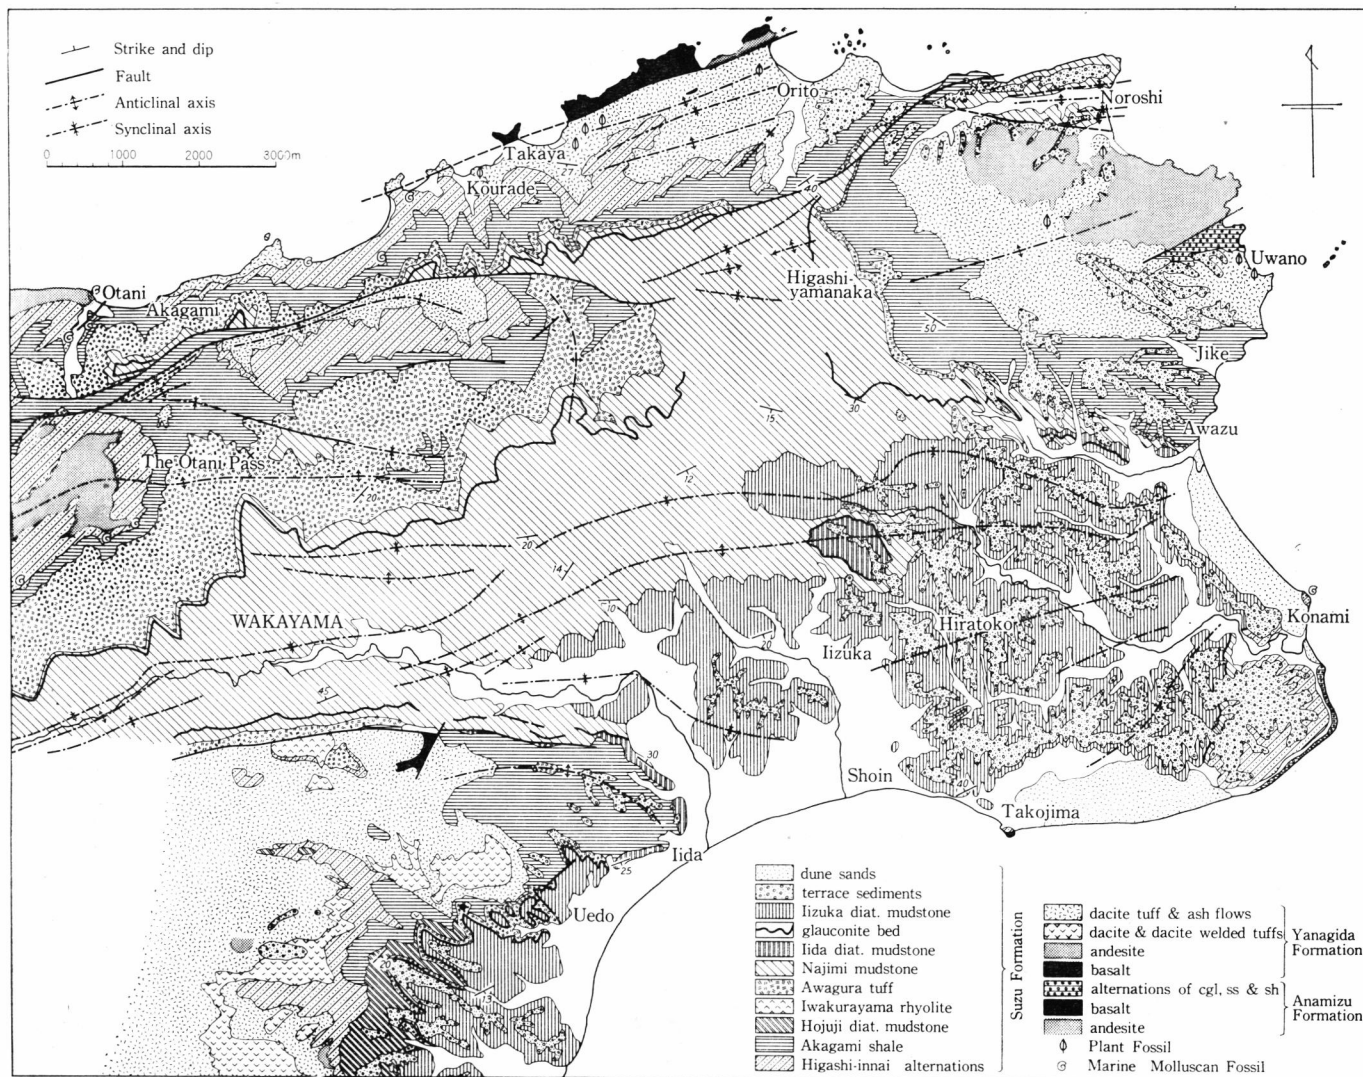 Strike and dip
Fault
Anticlinal axis
Synclinal axis
0 1000 2000 3000m
Orito
Noroshi
Takaya
27
Kourade
40
Higashi-
yamanaka
Uwano
Otani
Akagami
50
Jike
30
15
Awazu
The Otani Pass
20
12
20
14
WAKAYAMA
10
Hiratoko
Konami
Iizuka
20
45
30
Shoin
40
Takojima
Iida
25
Uedo
13
dune sands
terrace sediments
Iizuka diat. mudstone
glauconite bed
Iida diat. mudstone
Najimi mudstone
Awagura tuff
Iwakurayama rhyolite
Hojuji diat. mudstone
Akagami shale
Higashi-innai alternations
Suzu Formation
dacite tuff & ash flows
dacite & dacite welded tuffs
andesite
basalt
Yanagida
Formation
alternations of cgl, ss & sh
basalt
andesite
Anamizu
Formation
Plant Fossil
Marine Molluscan Fossil